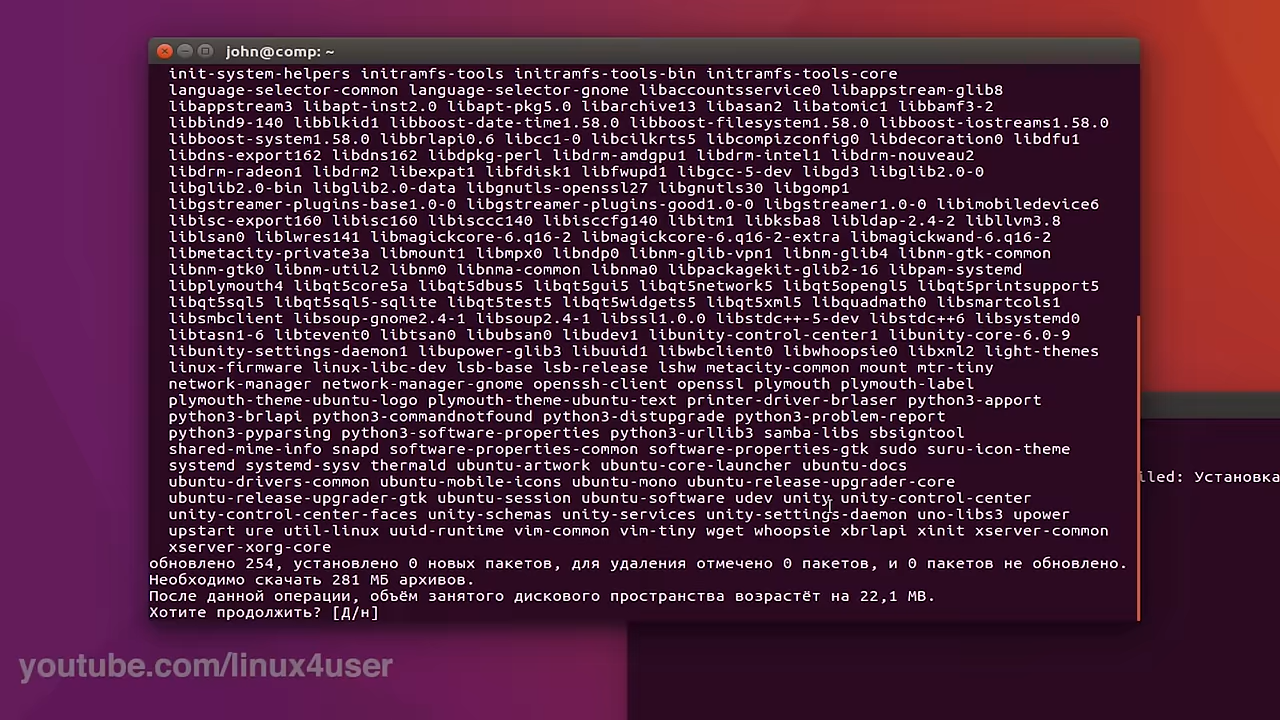 john@comp: ~
init-system-helpers initramfs-tools initramfs-tools-bin initramfs-tools-core
language-selector-common language-selector-gnome libaccountsservice0 libappstream-glib8
libappstream3 libapt-inst2.0 libapt-pkg5.0 libarchive13 libasan2 libatomic1 libbamf3-2
libbind9-140 libblkid1 libboost-date-time1.58.0 libboost-filesystem1.58.0 libboost-iostreams1.58.0
libboost-system1.58.0 libbrlapi0.6 libcc1-0 libcilkrts5 libcompizconfig0 libdecoration0 libdfu1
libdns-export162 libdns162 libdpkg-perl libdrm-amdgpu1 libdrm-intel1 libdrm-nouveau2
libdrm-radeon1 libdrm2 libexpat1 libfdisk1 libfwupd1 libgcc-5-dev libgd3 libglib2.0-0
libglib2.0-bin libglib2.0-data libgnutls-openssl27 libgnutls30 libgomp1
libgstreamer-plugins-base1.0-0 libgstreamer-plugins-good1.0-0 libgstreamer1.0-0 libimobiledevice6
libisc-export160 libisc160 libisccc140 libisccfg140 libitm1 libksba8 libldap-2.4-2 libllvm3.8
liblsan0 liblwres141 libmagickcore-6.q16-2 libmagickcore-6.q16-2-extra libmagickwand-6.q16-2
libmetacity-private3a libmount1 libmpx0 libndp0 libnm-glib-vpn1 libnm-glib4 libnm-gtk-common
libnm-gtk0 libnm-util2 libnm0 libnma-common libnma0 libpackagekit-glib2-16 libpam-systemd
libplymouth4 libqt5core5a libqt5dbus5 libqt5gui5 libqt5network5 libqt5opengl5 libqt5printsupport5
libqt5sql5 libqt5sql5-sqlite libqt5test5 libqt5widgets5 libqt5xml5 libquadmath0 libsmartcols1
libsmbclient libsoup-gnome2.4-1 libsoup2.4-1 libssl1.0.0 libstdc++-5-dev libstdc++6 libsystemd0
libtasn1-6 libtevent0 libtsan0 libubsan0 libudev1 libunity-control-center1 libunity-core-6.0-9
libunity-settings-daemon1 libupower-glib3 libuuid1 libwbclient0 libwhoopsie0 libxml2 light-themes
linux-firmware linux-libc-dev lsb-base lsb-release lshw metacity-common mount mtr-tiny
network-manager network-manager-gnome openssh-client openssl plymouth plymouth-label
plymouth-theme-ubuntu-logo plymouth-theme-ubuntu-text printer-driver-brlaser python3-apport
python3-brlapi python3-commandnotfound python3-distupgrade python3-problem-report
python3-pyparsing python3-software-properties python3-urllib3 samba-libs sbsigntool
shared-mime-info snapd software-properties-common software-properties-gtk sudo suru-icon-theme
systemd systemd-sysv thermald ubuntu-artwork ubuntu-core-launcher ubuntu-docs
iled: Установка
ubuntu-drivers-common ubuntu-mobile-icons ubuntu-mono ubuntu-release-upgrader-core
ubuntu-release-upgrader-gtk ubuntu-session ubuntu-software udev unity unity-control-center
unity-control-center-faces unity-schemas unity-services unity-settings-daemon uno-libs3 upower
upstart ure util-linux uuid-runtime vim-common vim-tiny wget whoopsie xbrlapi xinit xserver-common
xserver-xorg-core
обновлено 254, установлено 0 новых пакетов, для удаления отмечено 0 пакетов, и 0 пакетов не обновлено.
Необходимо скачать 281 МБ архивов.
После данной операции, объём занятого дискового пространства возрастёт на 22,1 MB.
Хотите продолжить? [Д/н]
youtube.com/linux4user